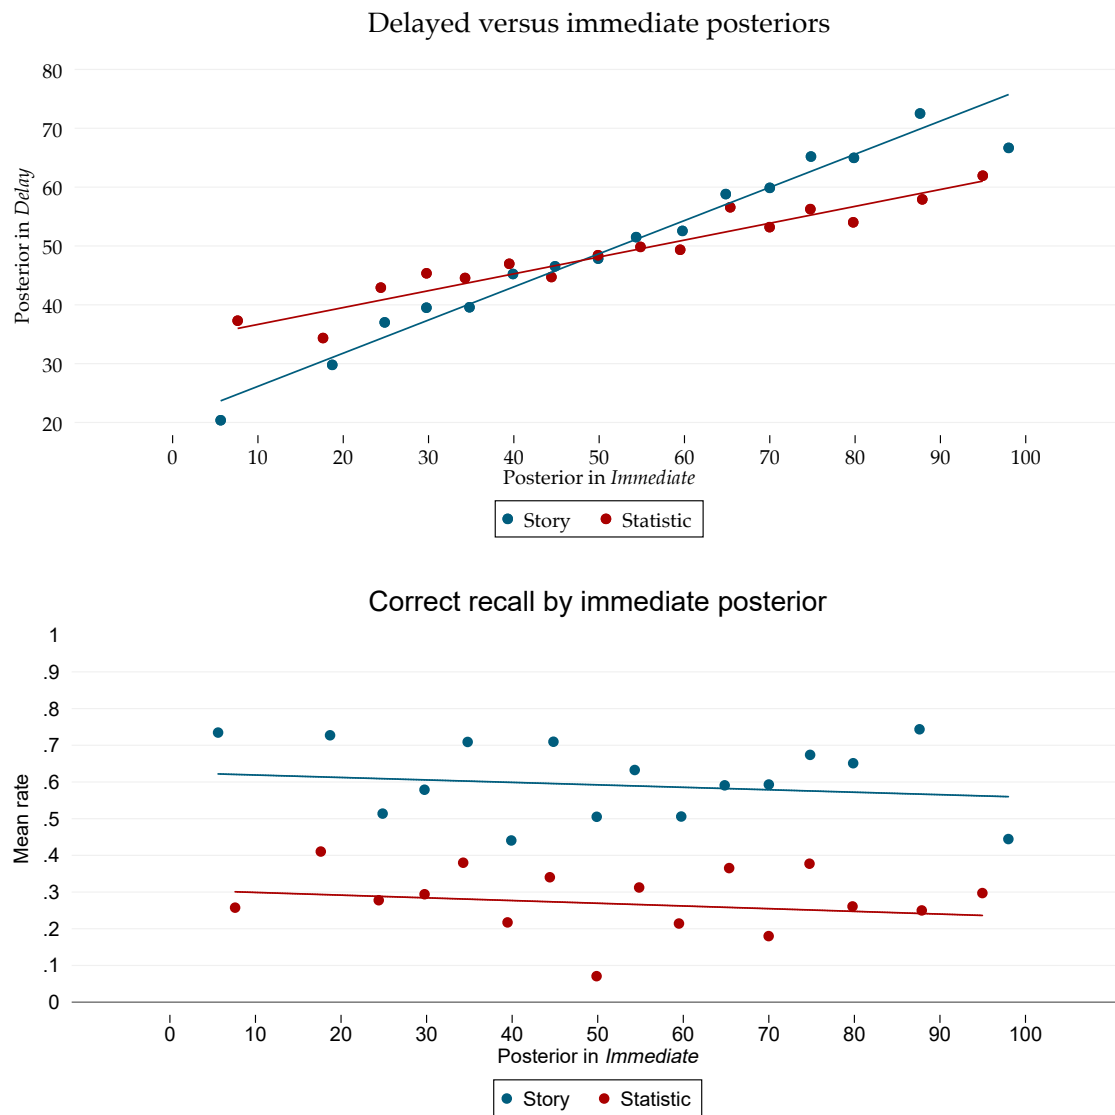 Delayed versus immediate posteriors
80
70
60
50
40
30
20
Posterior in Delay
0 10 20 30 40 50 60 70 80 90 100
Posterior in Immediate
Story Statistic
Correct recall by immediate posterior
1
.9
.8
.7
.6
.5
.4
.3
.2
.1
0
Mean rate
0 10 20 30 40 50 60 70 80 90 100
Posterior in Immediate
Story Statistic